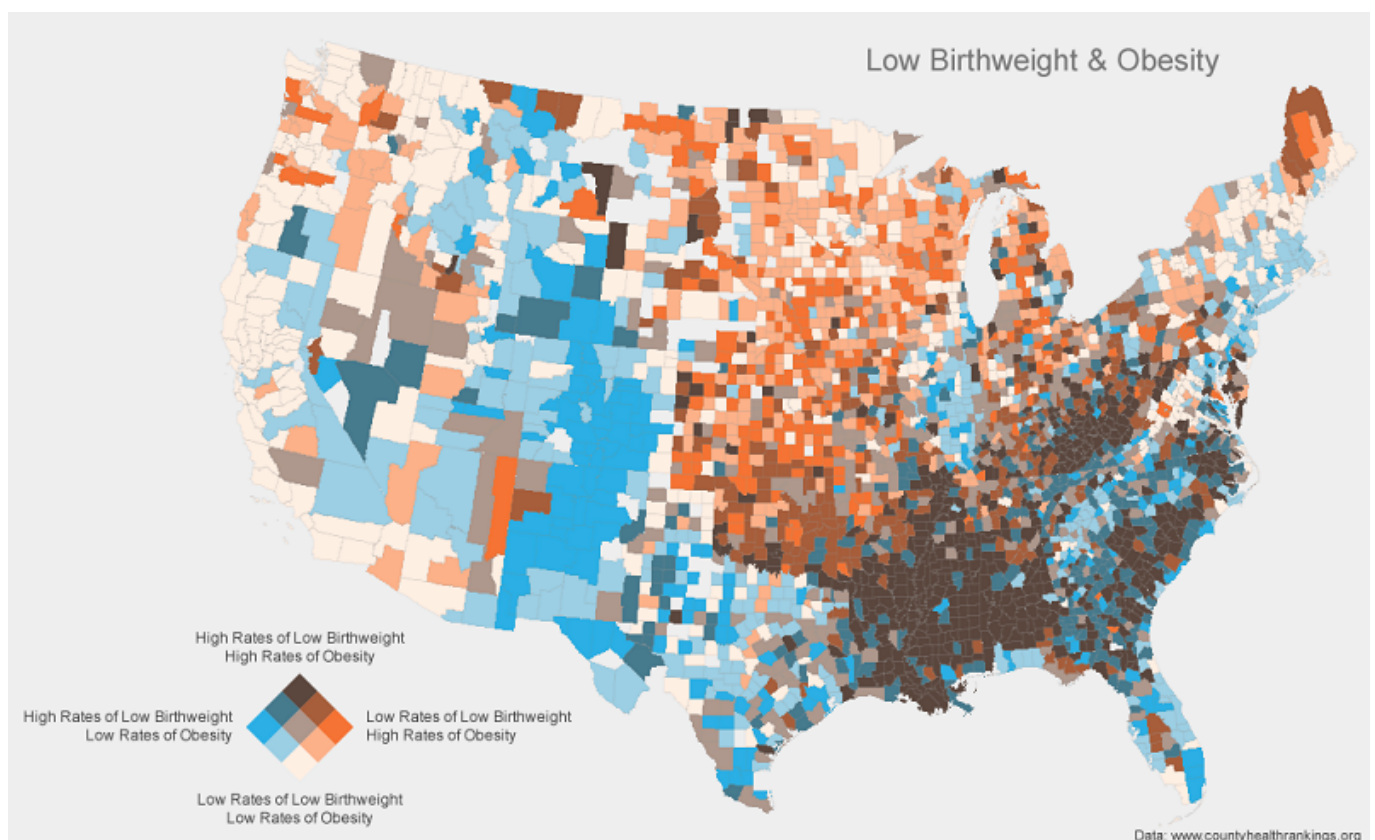 Low Birthweight & Obesity
High Rates of Low Birthweight
High Rates of Obesity
High Rates of Low Birthweight
Low Rates of Obesity
Low Rates of Low Birthweight
High Rates of Obesity
Low Rates of Low Birthweight
Low Rates of Obesity
Data: www.countyhealthrankings.org